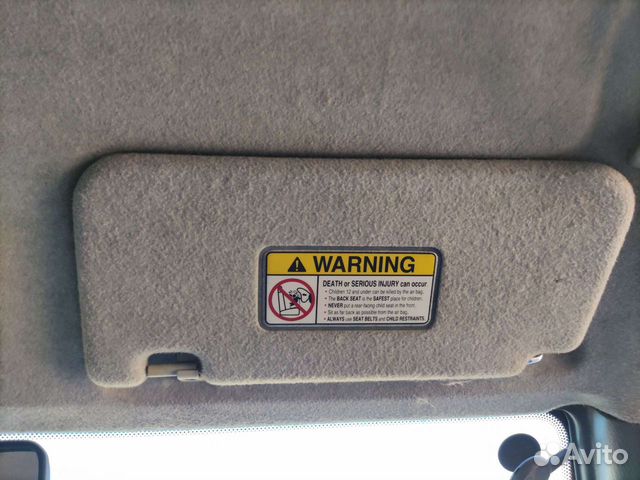 WARNING
DEATH or SERIOUS INJURY can occur
• Children 12 and under can be killed by the air bag.
• The BACK SEAT is the SAFEST place for children.
• NEVER put a rear-facing child seat in the front.
• Sit as far back as possible from the air bag.
• ALWAYS use SEAT BELTS and CHILD RESTRAINTS.
Avito